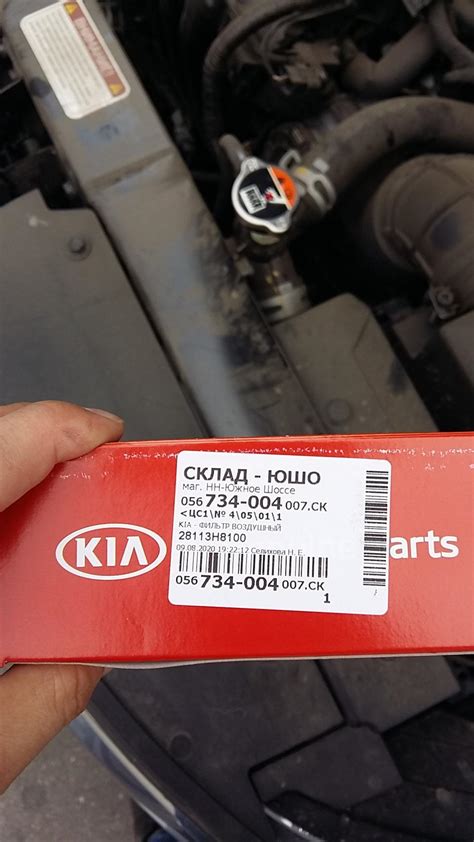 СКЛАД - ЮШО
маг. НН-Южное Шоссе
056 734-004 007.СК
<ЦС1\№ 4\05\01\1
KIA - ФИЛЬТР ВОЗДУШНЫЙ
28113H8100
09.08.2020 19:22:12 Селихова Н. Е.
056 734-004 007.СК
1
KIA
arts